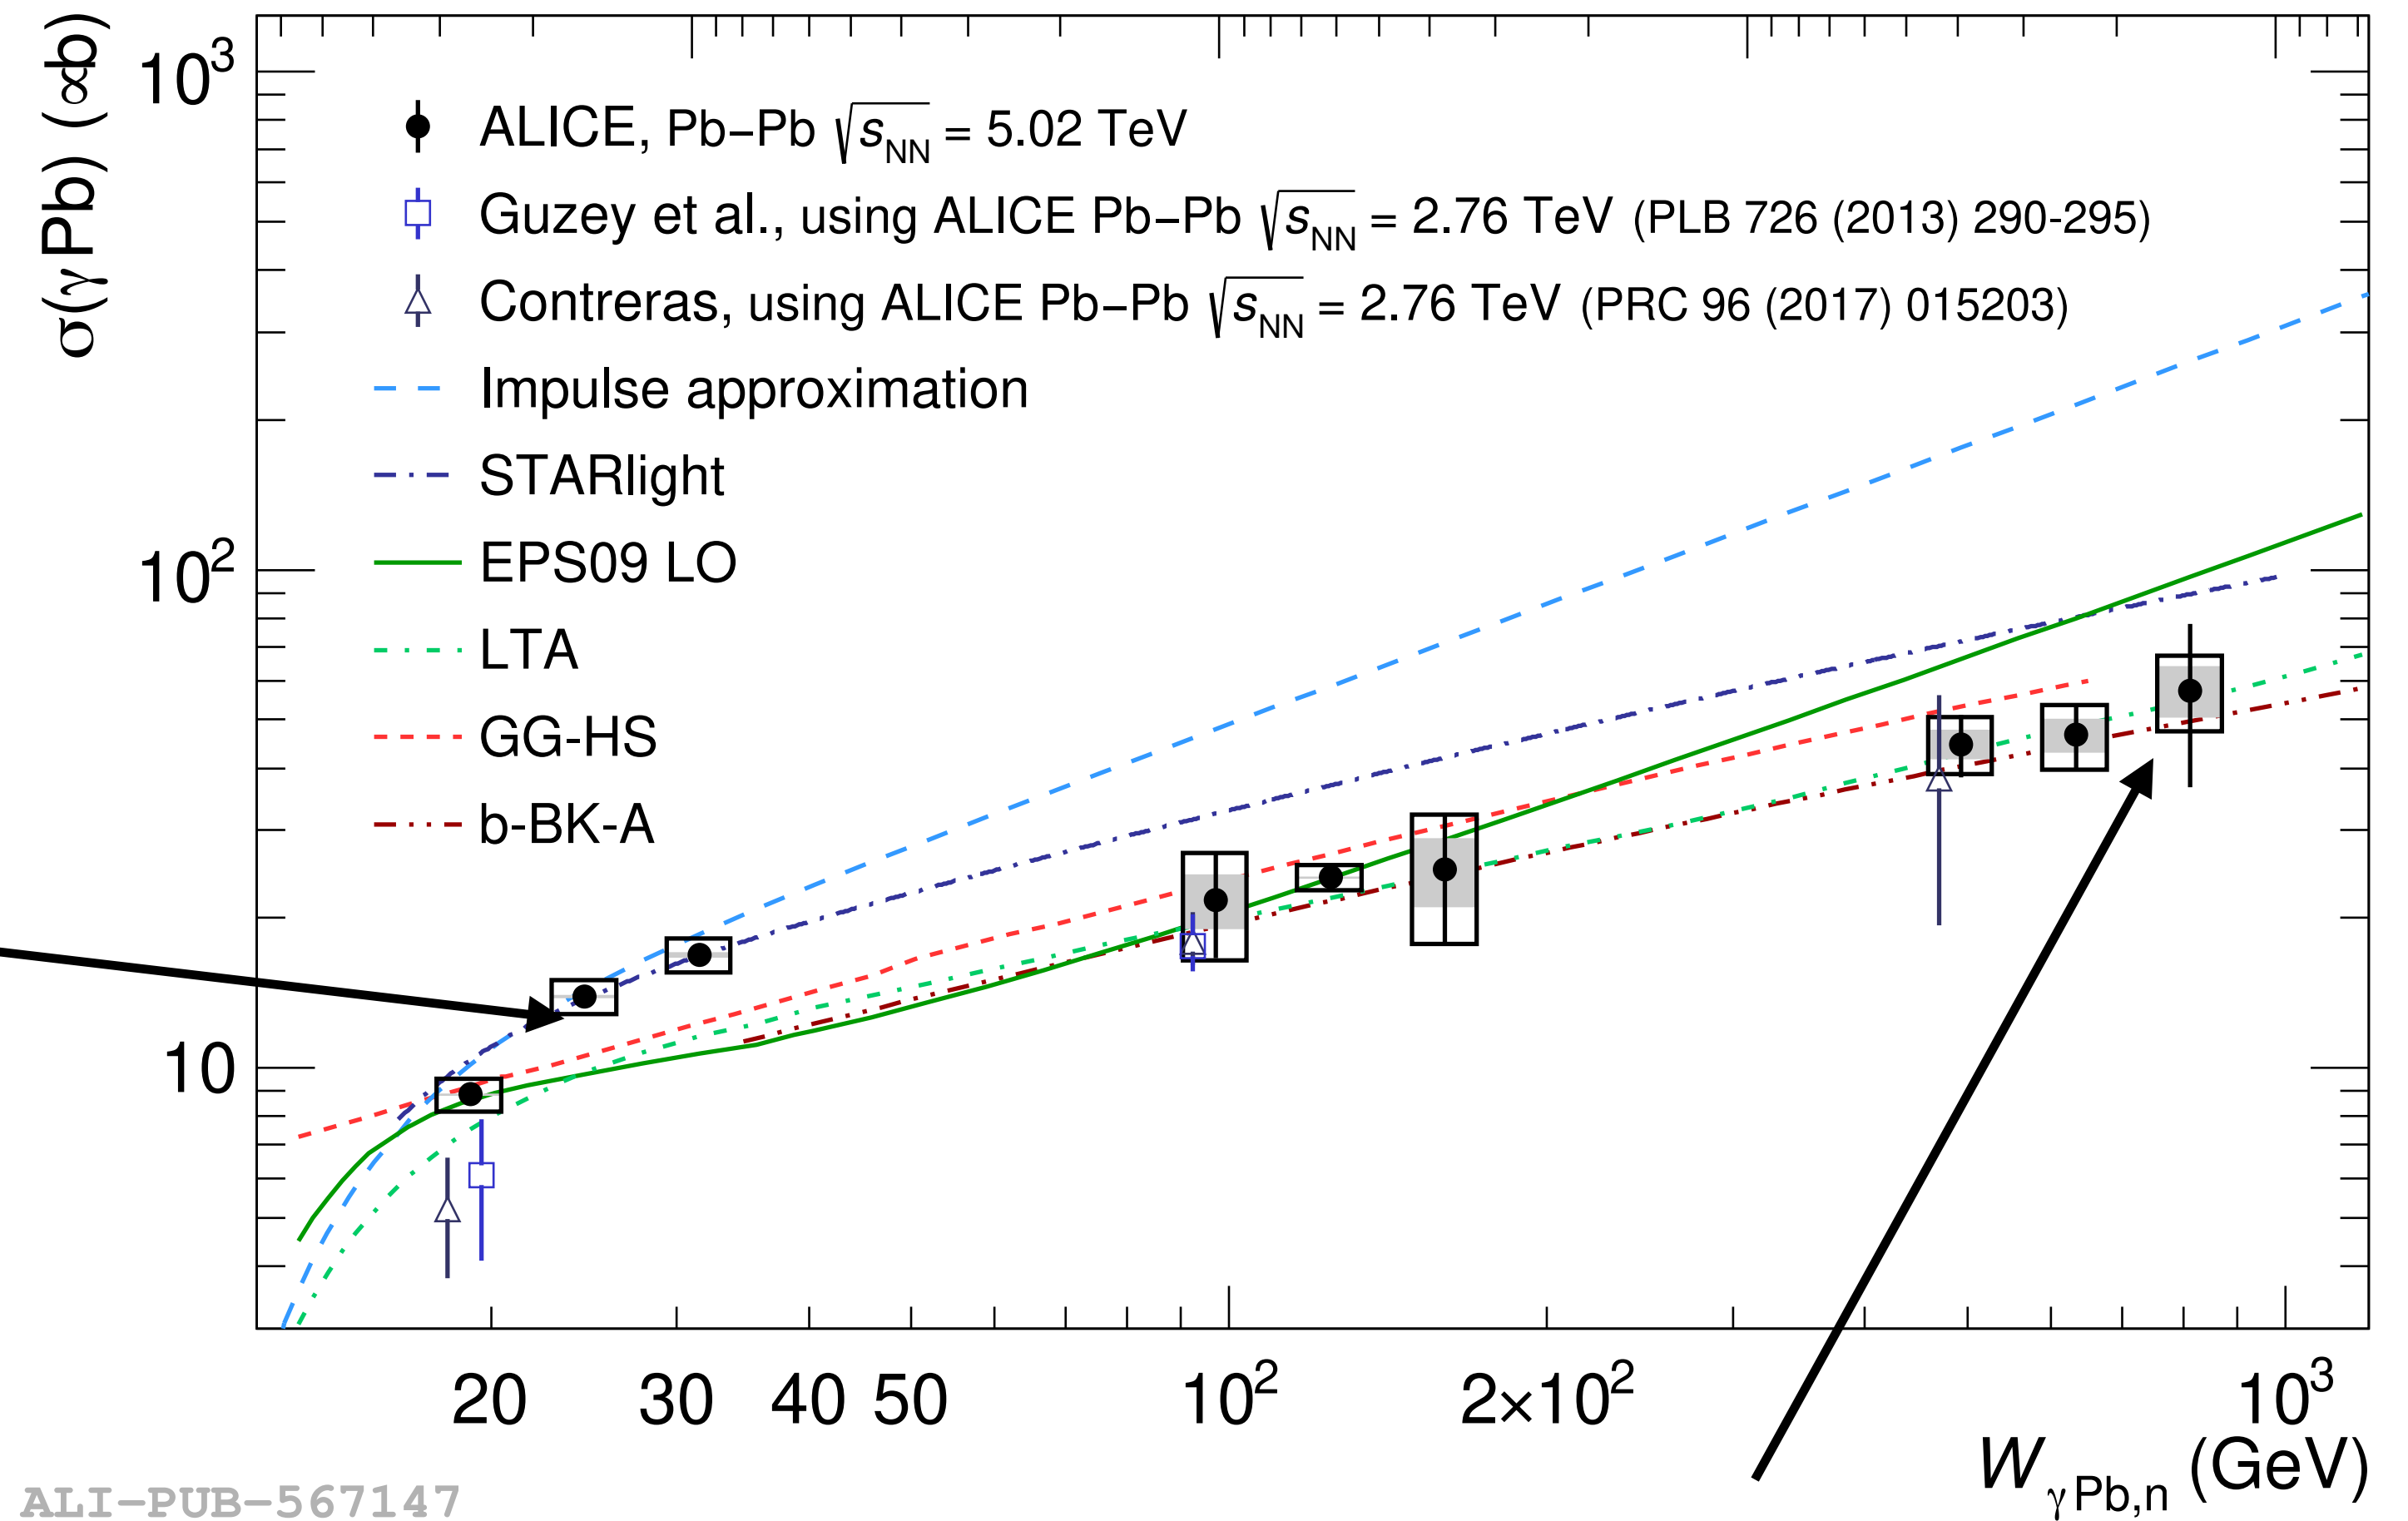 σ(γ Pb) (∝b)
10³
10²
10
ALICE, Pb−Pb √sNN = 5.02 TeV
Guzey et al., using ALICE Pb−Pb √sNN = 2.76 TeV (PLB 726 (2013) 290-295)
Contreras, using ALICE Pb−Pb √sNN = 2.76 TeV (PRC 96 (2017) 015203)
Impulse approximation
STARlight
EPS09 LO
LTA
GG-HS
b-BK-A
20 30 40 50 10² 2×10² 10³
WγPb,n (GeV)
ALI-PUB-567147